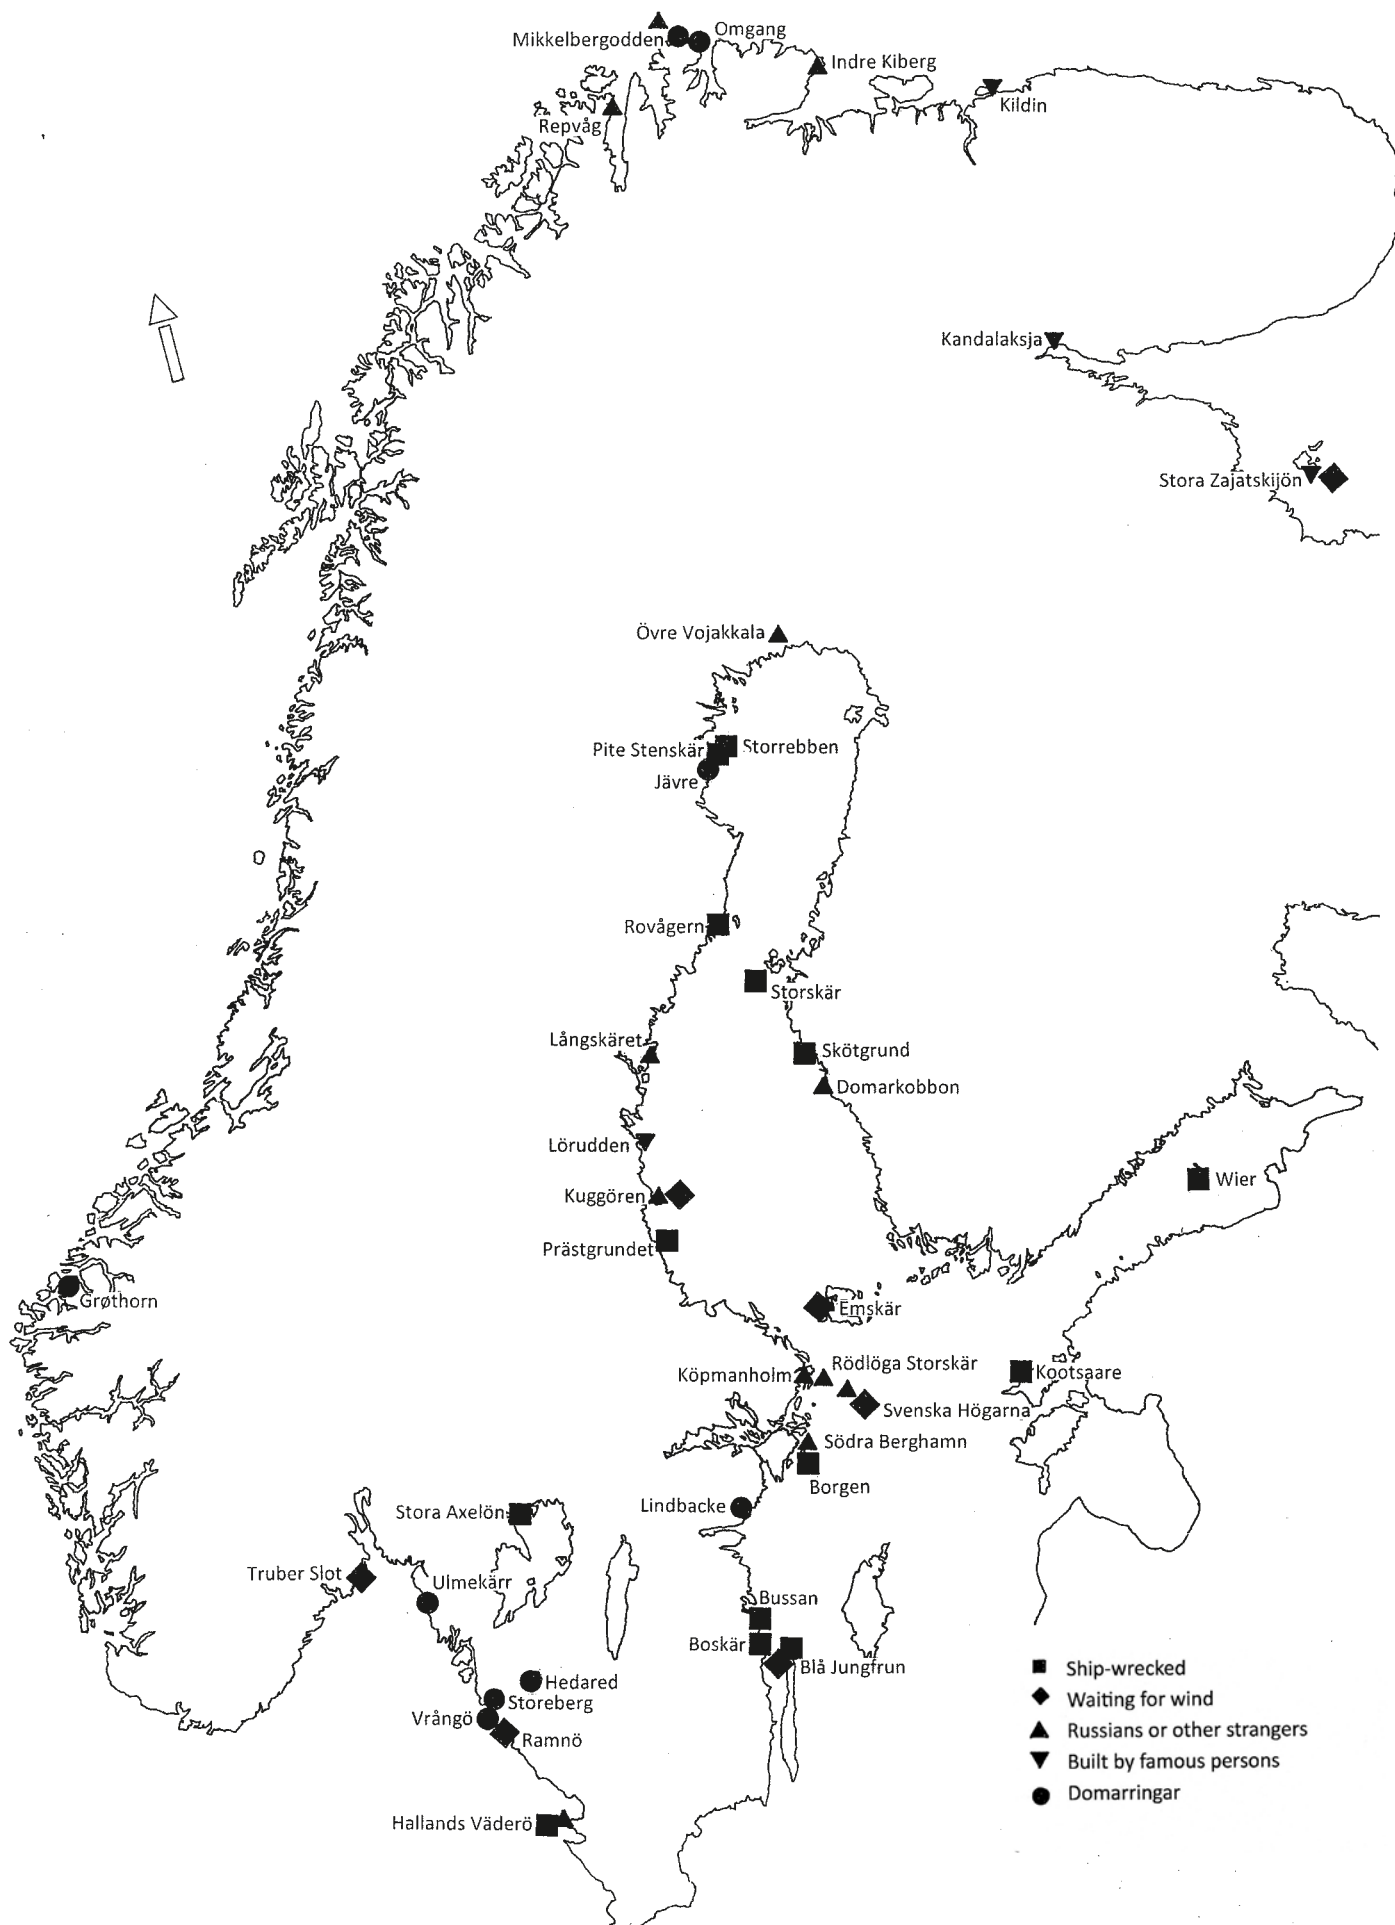 Omgang
Mikkelbergodden
Indre Kiberg
Kildin
Repvåg
Kandalaksja
Stora Zajatskijön
Övre Vojakkala
Pite Stenskär
Storrebben
Jävre
Rovågern
Storskär
Långskäret
Skötgrund
Domarkobbon
Lörudden
Wier
Kuggören
Prästgrundet
Grøthorn
Emskär
Rödlöga Storskär
Köpmanholm
Kootsaare
Svenska Högarna
Södra Berghamn
Borgen
Lindbacke
Stora Axelön
Truber Slot
Ulmekärr
Bussan
Boskär
Blå Jungfrun
Hedared
Storeberg
Vrångö
Ramnö
Hallands Väderö
Ship-wrecked
Waiting for wind
Russians or other strangers
Built by famous persons
Domarringar